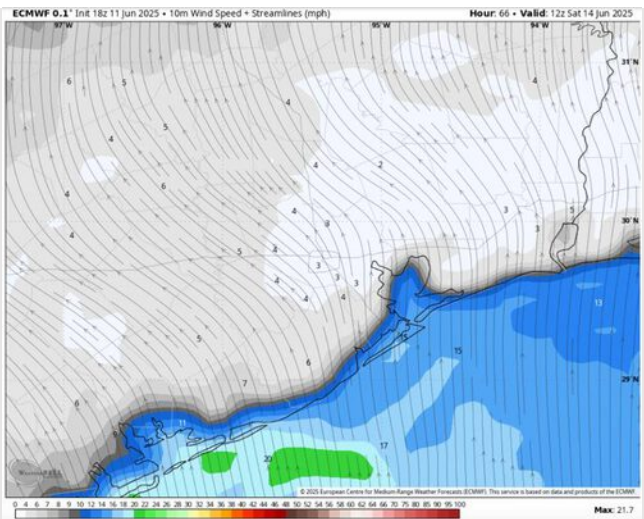 ECMWF 0.1° Init 18z 11 Jun 2025 • 10m Wind Speed + Streamlines (mph) Hour: 66 • Valid: 12z Sat 14 Jun 2025
97°W 96°W 95°W 94°W
31°N
6 5 4
4
5
4 4 2
4 6
4 3 3 5
4 3 30°N
5 4
3 3
4 3
4 4
13
5 15
6 29°N
7
6
11 17
20
© 2025 European Centre for Medium-Range Weather Forecasts (ECMWF). This service is based on data and products of the ECMWF.
0 2 4 6 8 9 10 12 14 16 18 20 22 24 26 28 30 32 34 36 38 40 42 44 46 48 50 52 54 56 58 60 65 70 75 80 85 90 95 100 Max: 21.7